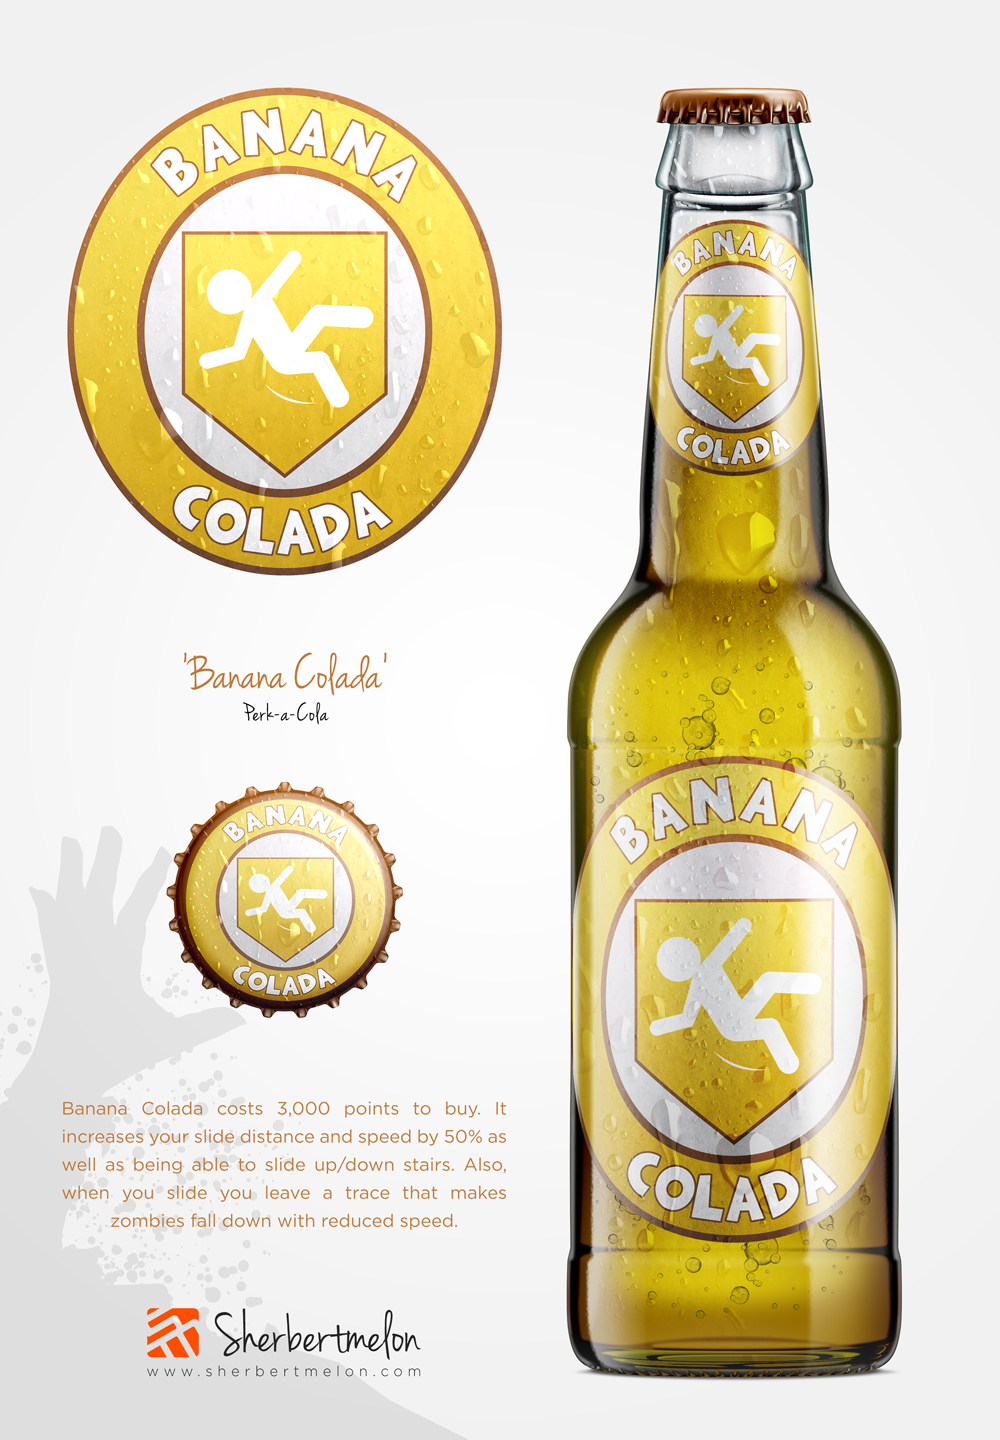 BANANA
COLADA
'Banana Colada'
Perk-a-Cola
BANANA
COLADA
Banana Colada costs 3,000 points to buy. It
increases your slide distance and speed by 50% as
well as being able to slide up/down stairs. Also,
when you slide you leave a trace that makes
zombies fall down with reduced speed.
Sherbertmelon
www.sherbertmelon.com
BANANA
COLADA
BANANA
COLADA